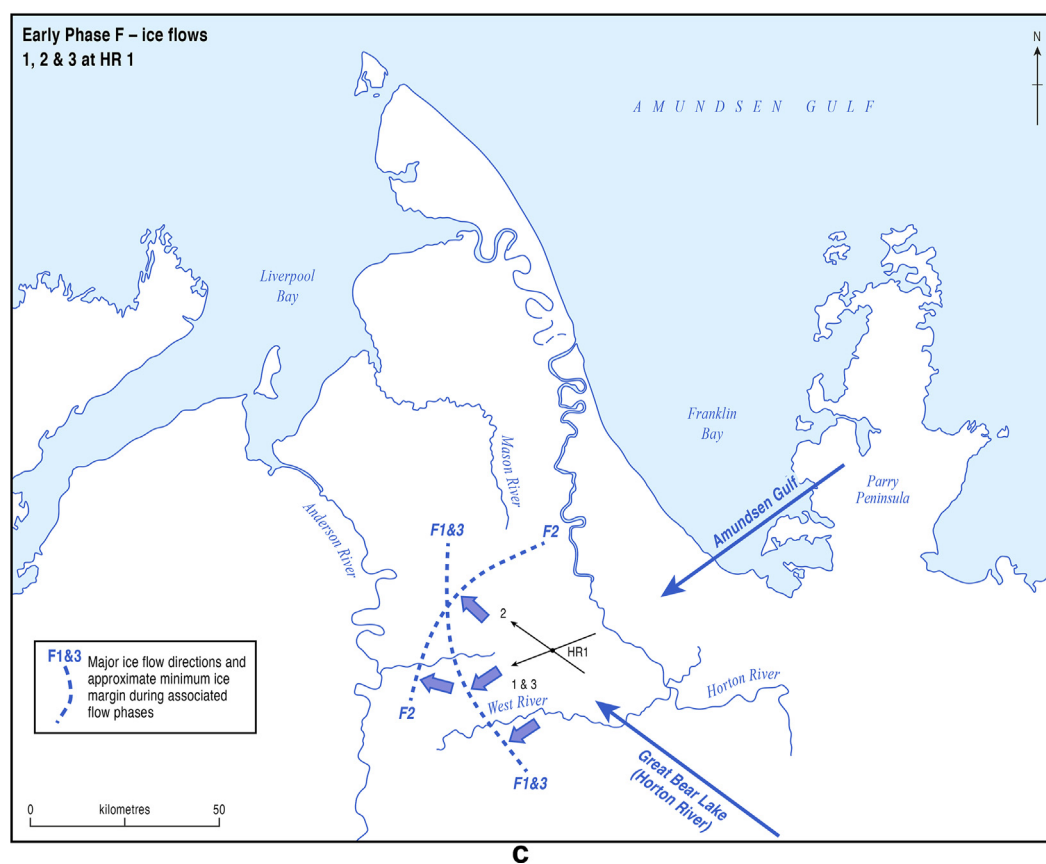 Early Phase F – ice flows
1, 2 & 3 at HR 1
N
AMUNDSEN GULF
Liverpool
Bay
Franklin
Bay
Mason River
Parry
Peninsula
Amundsen Gulf
Anderson River
F1&3
F2
2
HR1
1 & 3
F1&3
Major ice flow directions and
approximate minimum ice
margin during associated
flow phases
Horton River
West River
F2
F1&3
Great Bear Lake
(Horton River)
0 kilometres 50
C